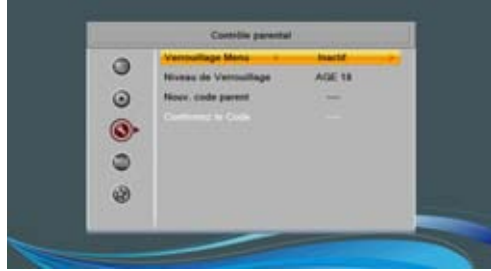 Contrôle parental
Verrouillage Menu Inactif
Niveau de Verrouillage AGE 18
Nouv. code parent ---
Confirmez le Code ---